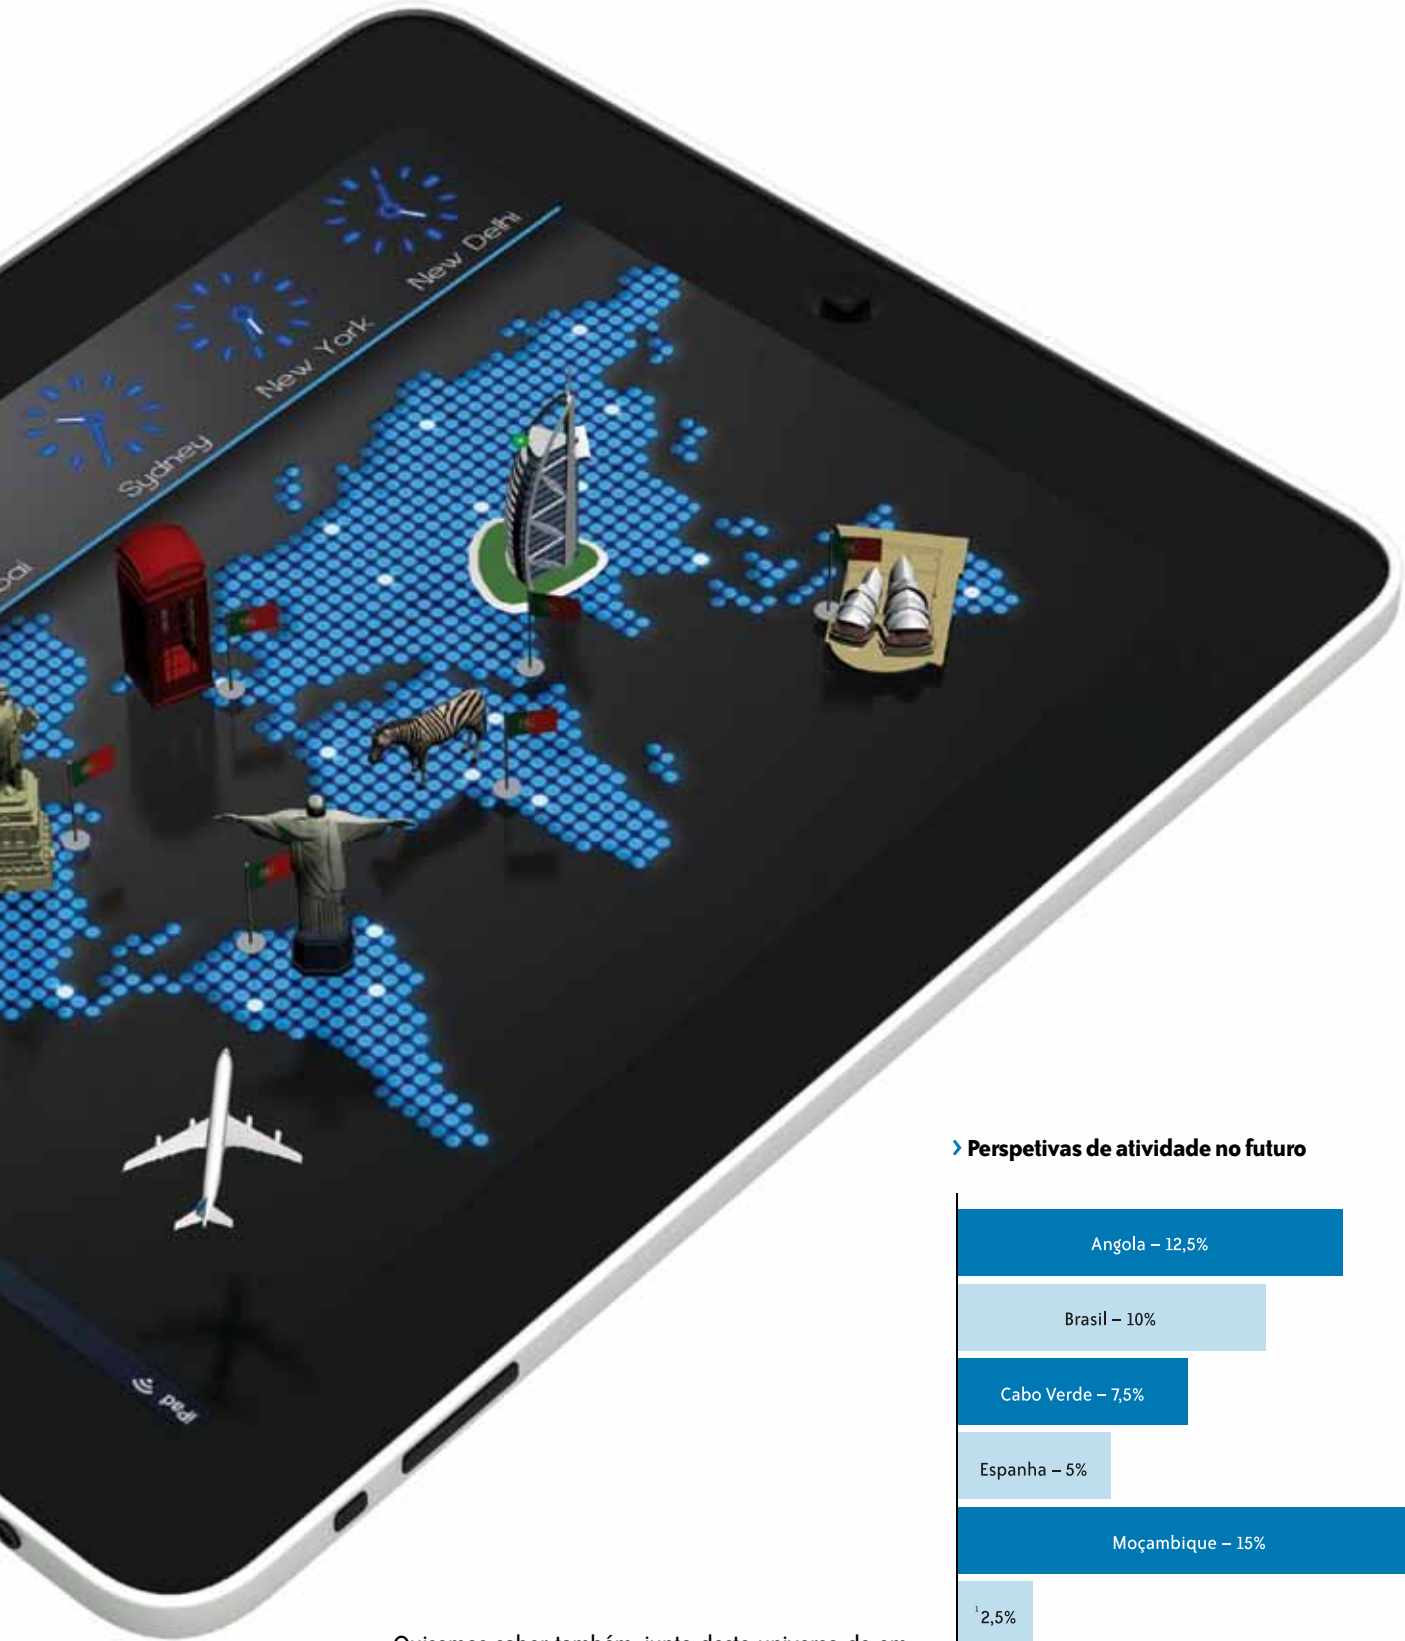 New Delhi
New York
Sydney
iPad
› Perspetivas de atividade no futuro
Angola – 12,5%
Brasil – 10%
Cabo Verde – 7,5%
Espanha – 5%
Moçambique – 15%
¹ 2,5%